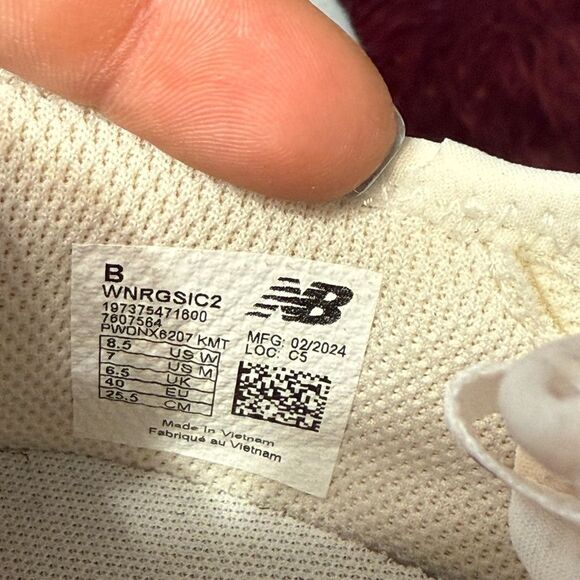 B
WNRGSIC2
197375471600
7607564
PWDNX6207 KMT
8.5 US W
7 US M
6.5 UK
40 EU
25.5 CM
NB
MFG: 02/2024
LOC: C5
Made in Vietnam
Fabriqué au Vietnam